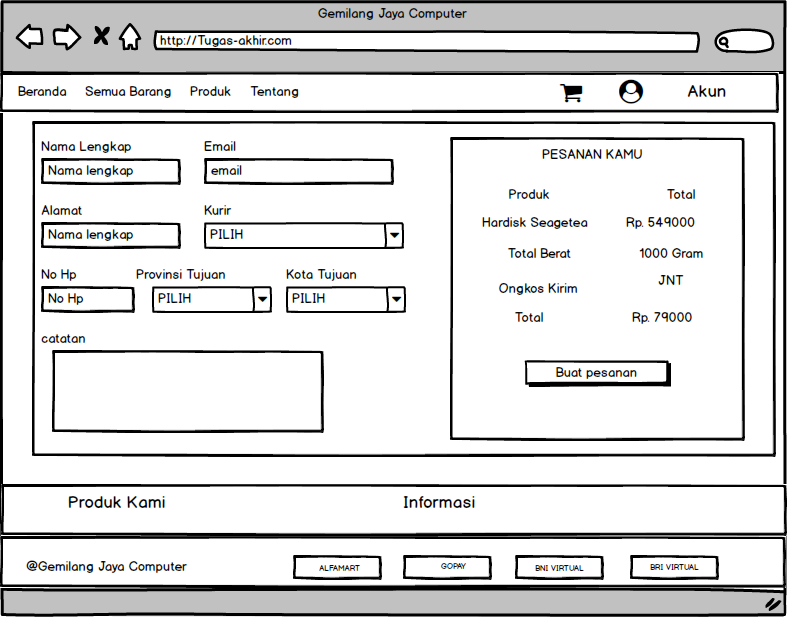 Gemilang Jaya Computer
http://Tugas-akhir.com
Beranda Semua Barang Produk Tentang Akun
Nama Lengkap Email
Nama lengkap email
Alamat Kurir
Nama lengkap PILIH
No Hp Provinsi Tujuan Kota Tujuan
No Hp PILIH PILIH
catatan
PESANAN KAMU
Produk Total
Hardisk Seagetea Rp. 549000
Total Berat 1000 Gram
Ongkos Kirim JNT
Total Rp. 79000
Buat pesanan
Produk Kami Informasi
@Gemilang Jaya Computer ALFAMART GOPAY BNI VIRTUAL BRI VIRTUAL